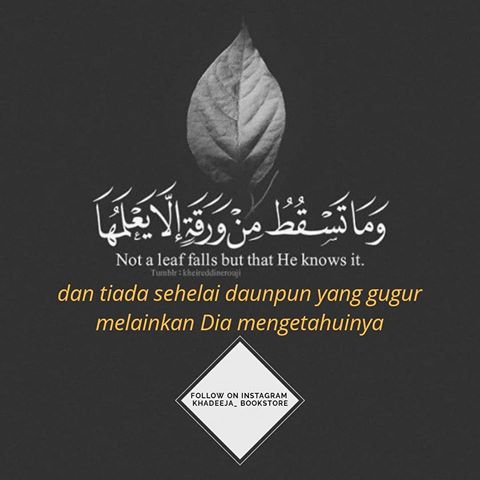 وَمَا تَسْقُطُ مِنْ وَرَقَةٍ إِلَّا يَعْلَمُهَا
Not a leaf falls but that He knows it.
Tumblr : kheireddinerouji
dan tiada sehelai daunpun yang gugur
melainkan Dia mengetahuinya
FOLLOW ON INSTAGRAM
KHADEEJA_ BOOKSTORE